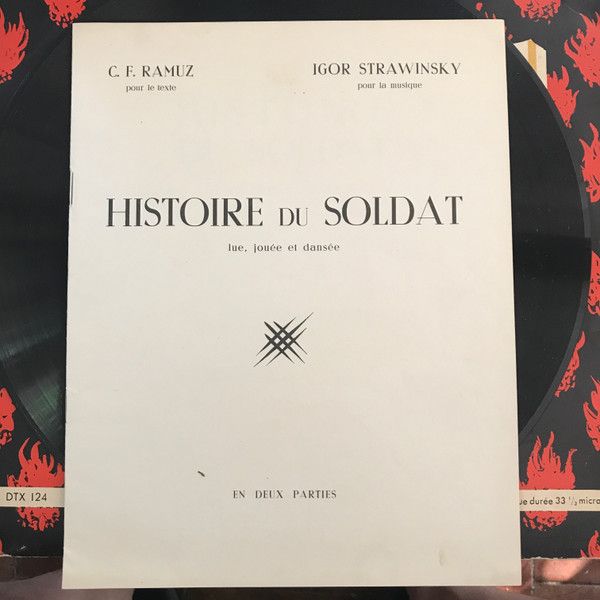 C. F. RAMUZ
pour le texte
IGOR STRAWINSKY
pour la musique
HISTOIRE DU SOLDAT
lue, jouée et dansée
EN DEUX PARTIES
DTX 124
durée 33 1/3 micro